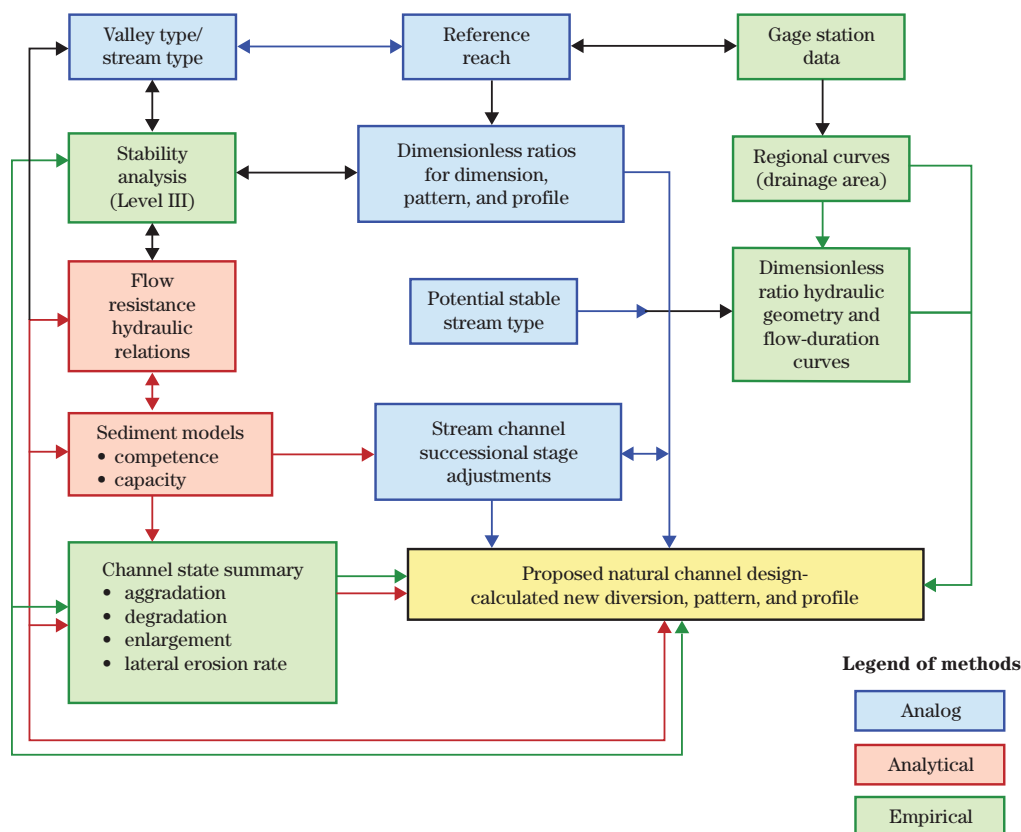 Valley type/
stream type
Reference
reach
Gage station
data
Stability
analysis
(Level III)
Dimensionless ratios
for dimension,
pattern, and profile
Regional curves
(drainage area)
Flow
resistance
hydraulic
relations
Potential stable
stream type
Dimensionless
ratio hydraulic
geometry and
flow-duration
curves
Sediment models
• competence
• capacity
Stream channel
successional stage
adjustments
Channel state summary
• aggradation
• degradation
• enlargement
• lateral erosion rate
Proposed natural channel design-
calculated new diversion, pattern, and profile
Legend of methods
Analog
Analytical
Empirical